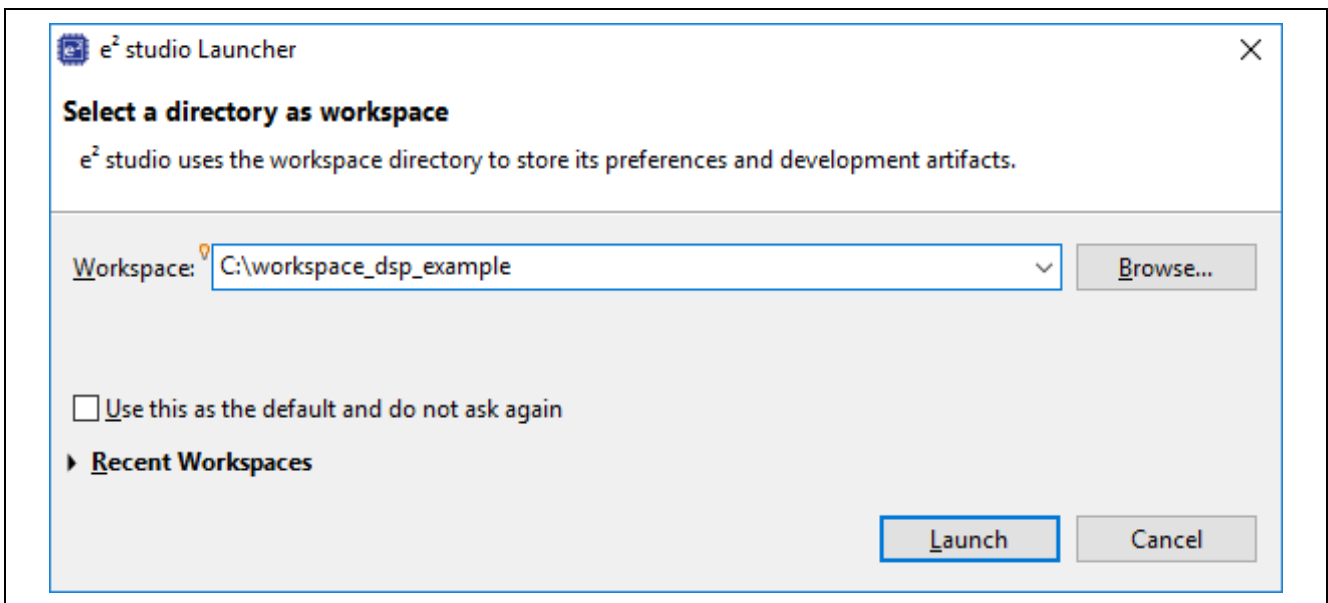 e² studio Launcher
Select a directory as workspace
e² studio uses the workspace directory to store its preferences and development artifacts.
Workspace: C:\workspace_dsp_example Browse...
Use this as the default and do not ask again
Recent Workspaces
Launch Cancel